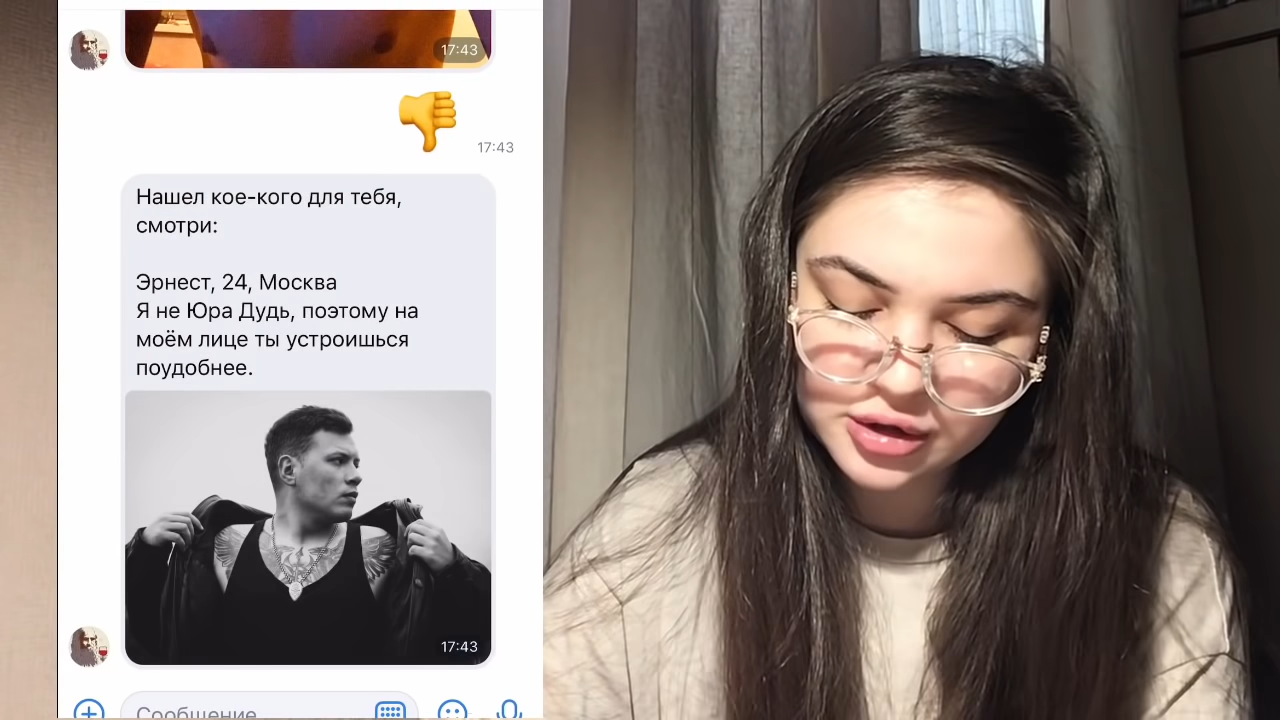 17:43
17:43
Нашел кое-кого для тебя,
смотри:
Эрнест, 24, Москва
Я не Юра Дудь, поэтому на
моём лице ты устроишься
поудобнее.
17:43
Сообщение